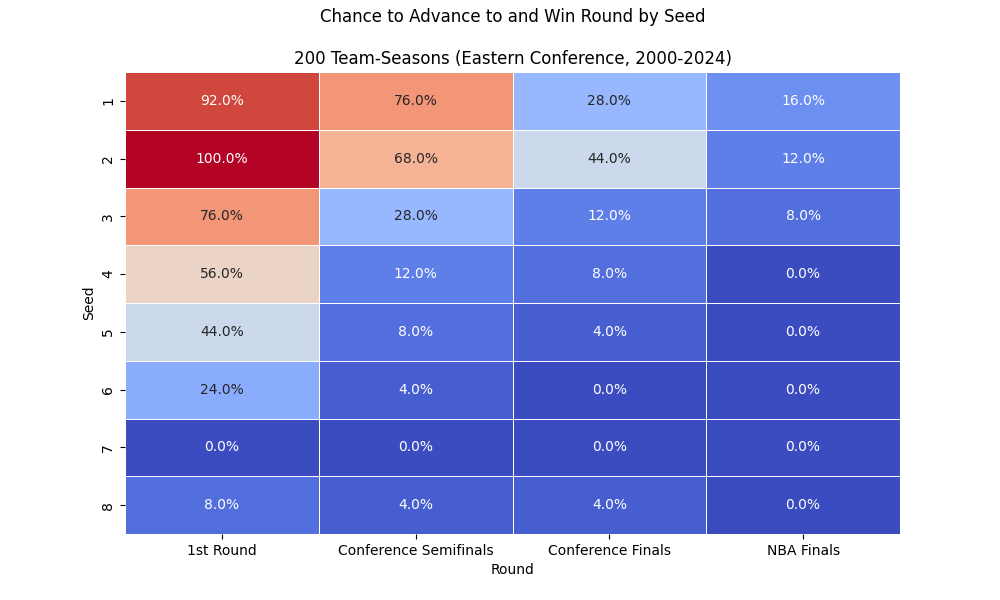 Chance to Advance to and Win Round by Seed
200 Team-Seasons (Eastern Conference, 2000-2024)
1 92.0% 76.0% 28.0% 16.0%
2 100.0% 68.0% 44.0% 12.0%
3 76.0% 28.0% 12.0% 8.0%
4 56.0% 12.0% 8.0% 0.0%
Seed
5 44.0% 8.0% 4.0% 0.0%
6 24.0% 4.0% 0.0% 0.0%
7 0.0% 0.0% 0.0% 0.0%
8 8.0% 4.0% 4.0% 0.0%
1st Round Conference Semifinals Conference Finals NBA Finals
Round